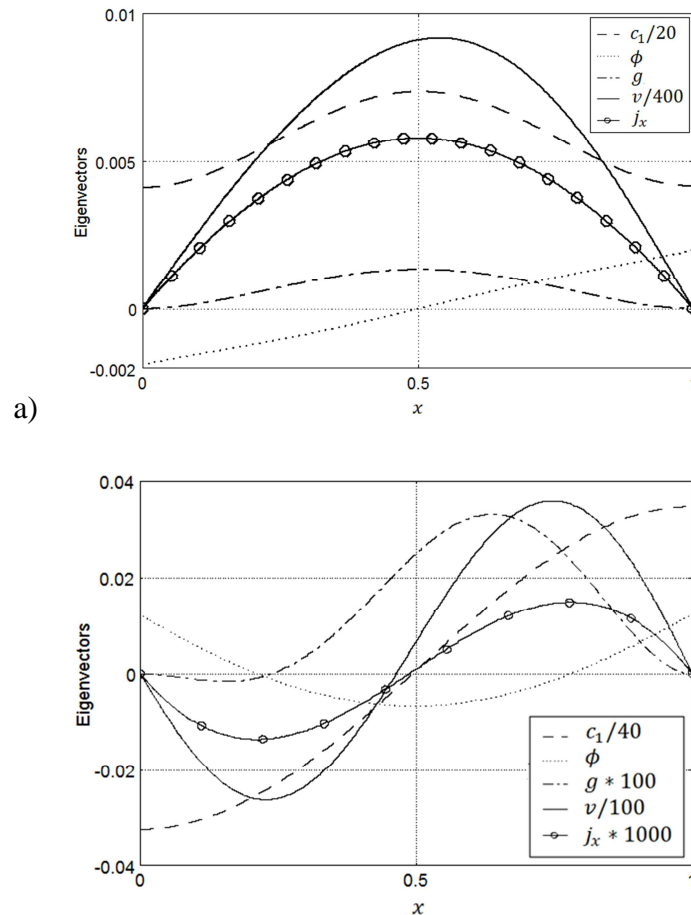 0.01
c₁/20
ϕ
g
v/400
jₓ
0.005
Eigenvectors
0
-0.002
0
0.5
x
a)
0.04
0.02
Eigenvectors
0
-0.02
-0.04
c₁/40
ϕ
g * 100
v/100
jₓ * 1000
0
0.5
1
x